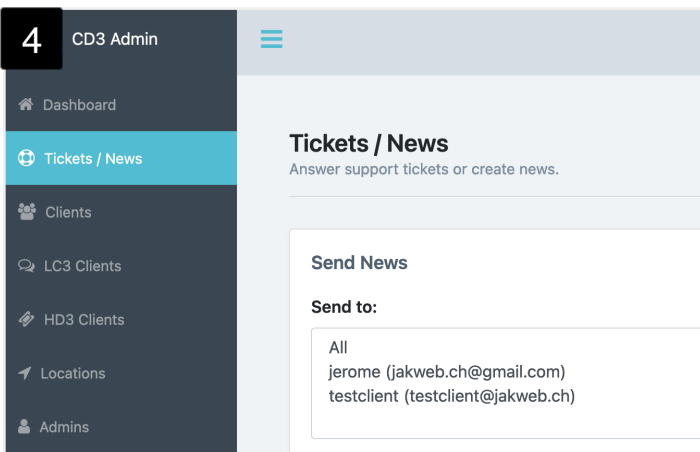 4
CD3 Admin
Dashboard
Tickets / News
Clients
LC3 Clients
HD3 Clients
Locations
Admins
Tickets / News
Answer support tickets or create news.
Send News
Send to:
All
jerome (jakweb.ch@gmail.com)
testclient (testclient@jakweb.ch)